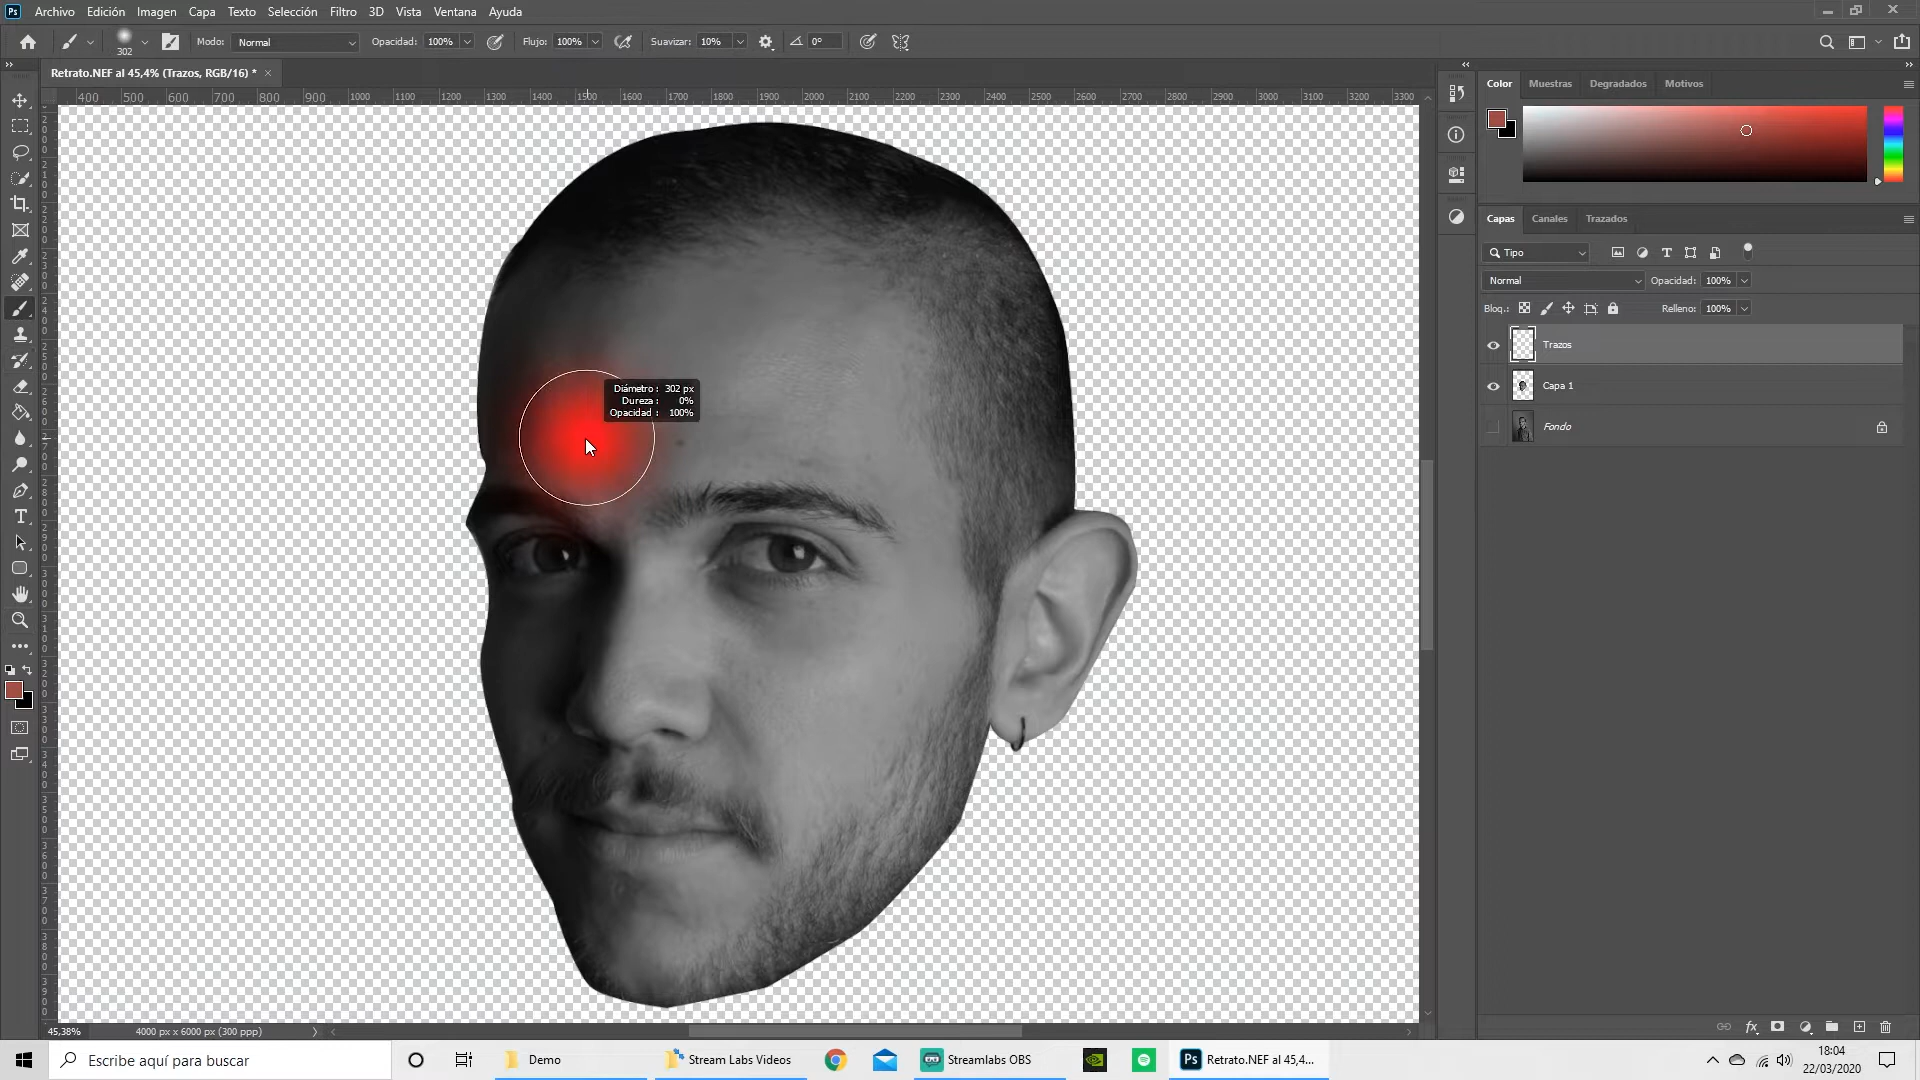 Ps Archivo Edición Imagen Capa Texto Selección Filtro 3D Vista Ventana Ayuda
302 Modo: Normal Opacidad: 100% Flujo: 100% Suavizar: 10% 0°
Retrato.NEF al 45,4% (Trazos, RGB/16) * ×
400 500 600 700 800 900 1000 1100 1200 1300 1400 1500 1600 1700 1800 1900 2000 2100 2200 2300 2400 2500 2600 2700 2800 2900 3000 3100 3200 3300
Color Muestras Degradados Motivos
Capas Canales Trazados
Tipo
Normal Opacidad: 100%
Bloq.: Relleno: 100%
Trazos
Capa 1
Fondo
Diámetro : 302 px
Dureza : 0%
Opacidad : 100%
45,38% 4000 px x 6000 px (300 ppp)
Escribe aquí para buscar
Demo
Stream Labs Videos
Streamlabs OBS
Ps Retrato.NEF al 45,4...
18:04
22/03/2020